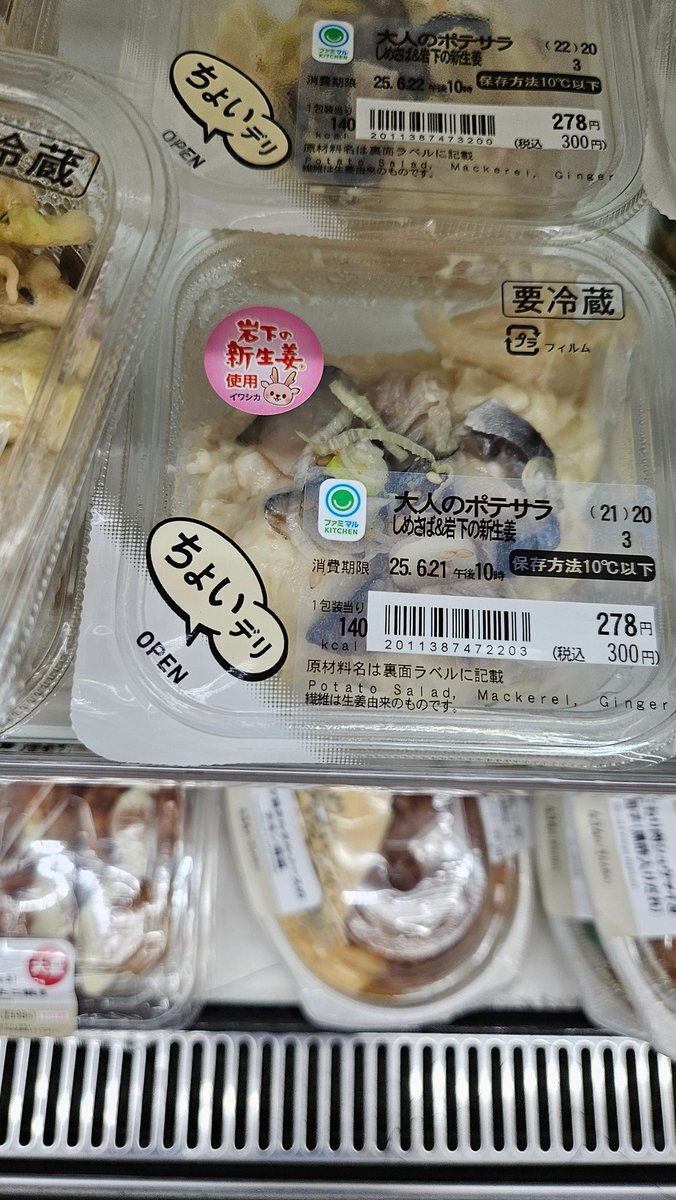 ファミマル
KITCHEN
大人のポテサラ
しめさば&岩下の新生姜
(22)20
3
消費期限 25.6.22 午後10時
保存方法10℃以下
1包装当り
140
kcal
2011387473200
278円
(税込 300円)
原材料名は裏面ラベルに記載
Potato Salad, Mackerel, Ginger
繊維は生姜由来のものです。
ちょいデリ
OPEN
冷蔵
要冷蔵
プラ フィルム
岩下の
新生姜®
使用
イワシカ
ファミマル
KITCHEN
大人のポテサラ
しめさば&岩下の新生姜
(21)20
3
消費期限 25.6.21 午後10時
保存方法10℃以下
1包装当り
140
kcal
2011387472203
278円
(税込 300円)
原材料名は裏面ラベルに記載
Potato Salad, Mackerel, Ginger
繊維は生姜由来のものです。
ちょいデリ
OPEN